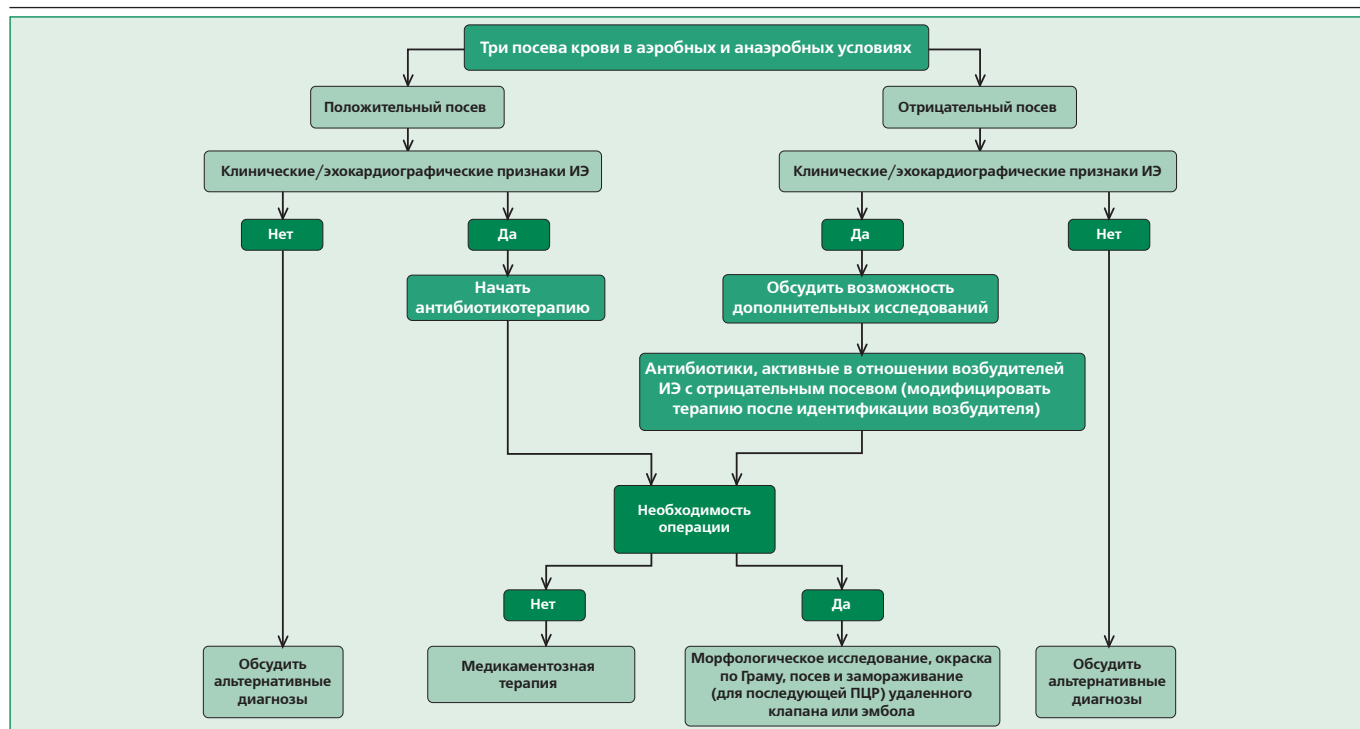 Три посева крови в аэробных и анаэробных условиях
Положительный посев
Отрицательный посев
Клинические/эхокардиографические признаки ИЭ
Клинические/эхокардиографические признаки ИЭ
Нет
Да
Да
Нет
Начать
антибиотикотерапию
Обсудить возможность
дополнительных исследований
Антибиотики, активные в отношении возбудителей
ИЭ с отрицательным посевом (модифицировать
терапию после идентификации возбудителя)
Необходимость
операции
Нет
Да
Обсудить
альтернативные
диагнозы
Медикаментозная
терапия
Морфологическое исследование, окраска
по Граму, посев и замораживание
(для последующей ПЦР) удаленного
клапана или эмбола
Обсудить
альтернативные
диагнозы